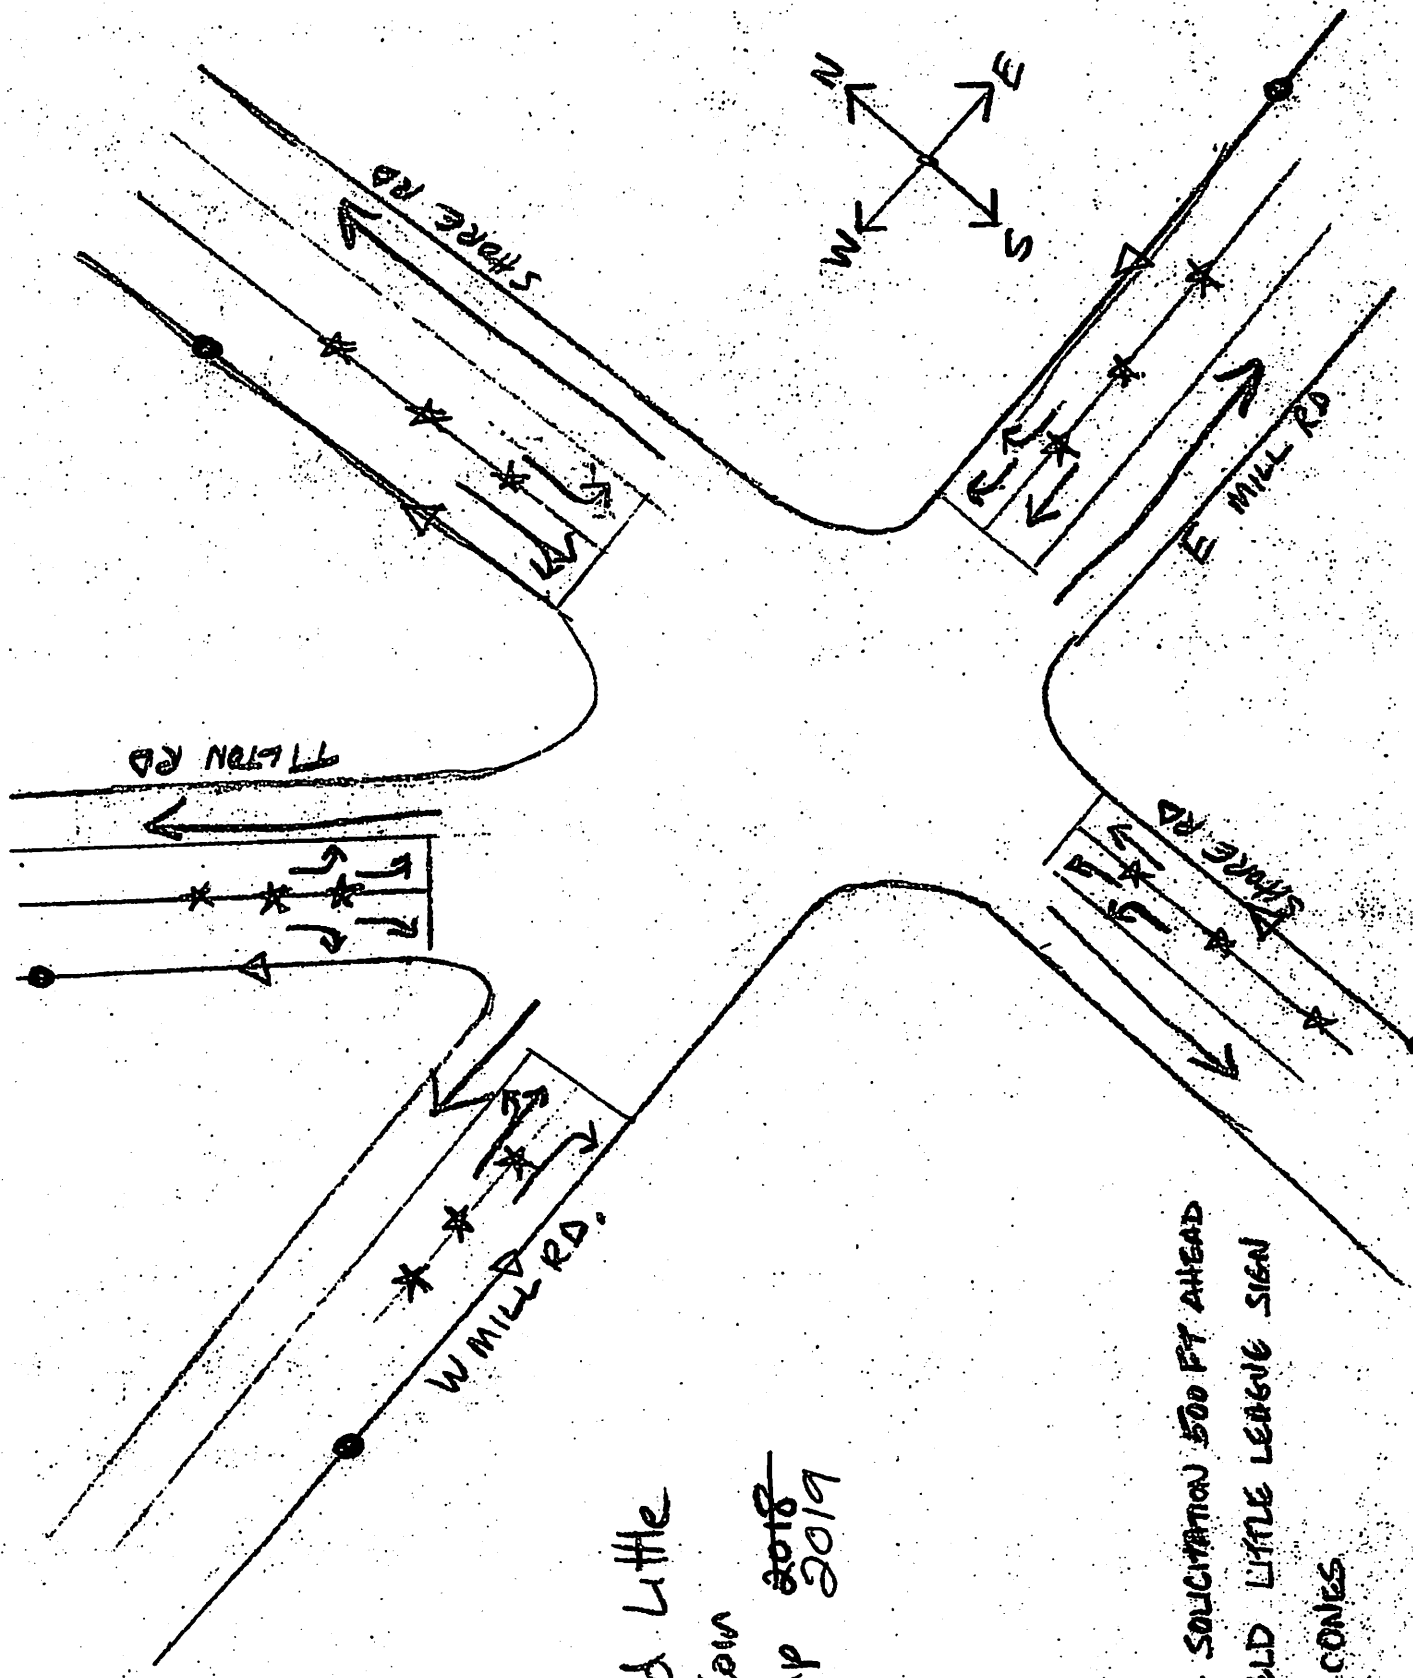 N
E
W
S
SHORE RD
TILTON RD
E MILL RD
SHORE RD
W MILL RD.
Little
2018
2019
SOLICITATION 500 FT AHEAD
LITTLE LEAGUE SIGN
CONES